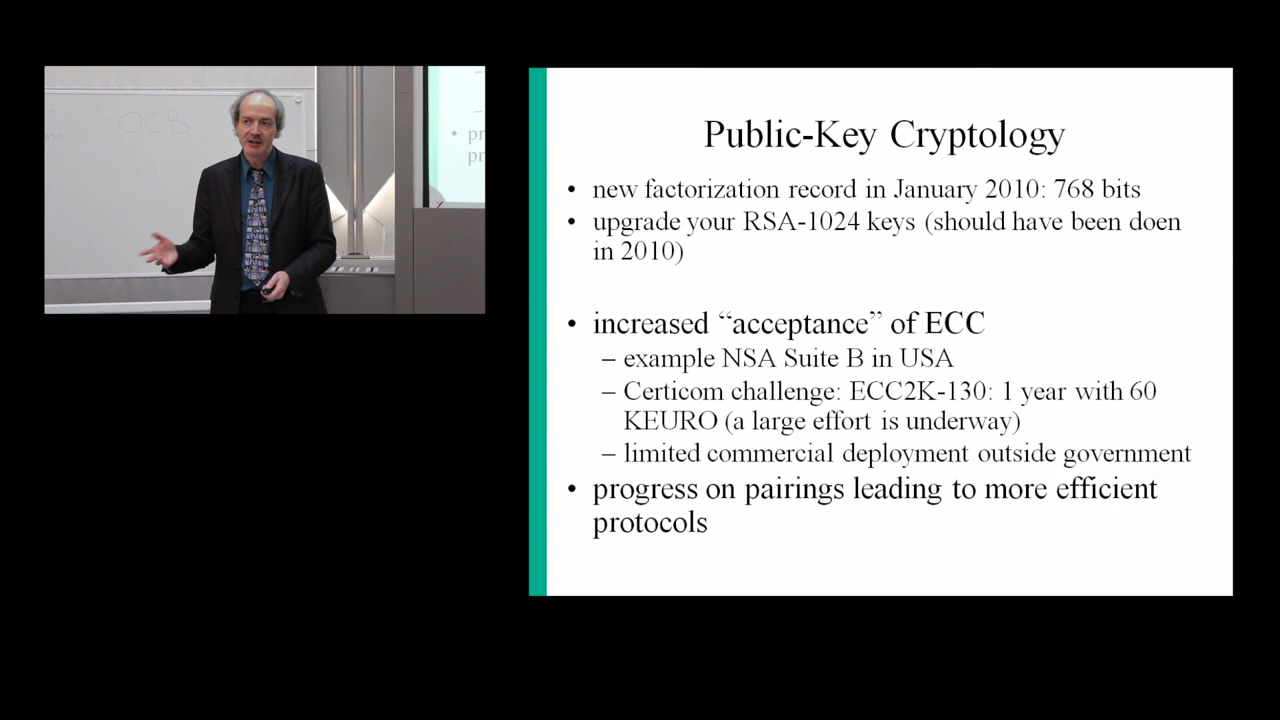 OCB
• pr
pr
Public-Key Cryptology
• new factorization record in January 2010: 768 bits
• upgrade your RSA-1024 keys (should have been doen
in 2010)
• increased “acceptance” of ECC
– example NSA Suite B in USA
– Certicom challenge: ECC2K-130: 1 year with 60
KEURO (a large effort is underway)
– limited commercial deployment outside government
• progress on pairings leading to more efficient
protocols